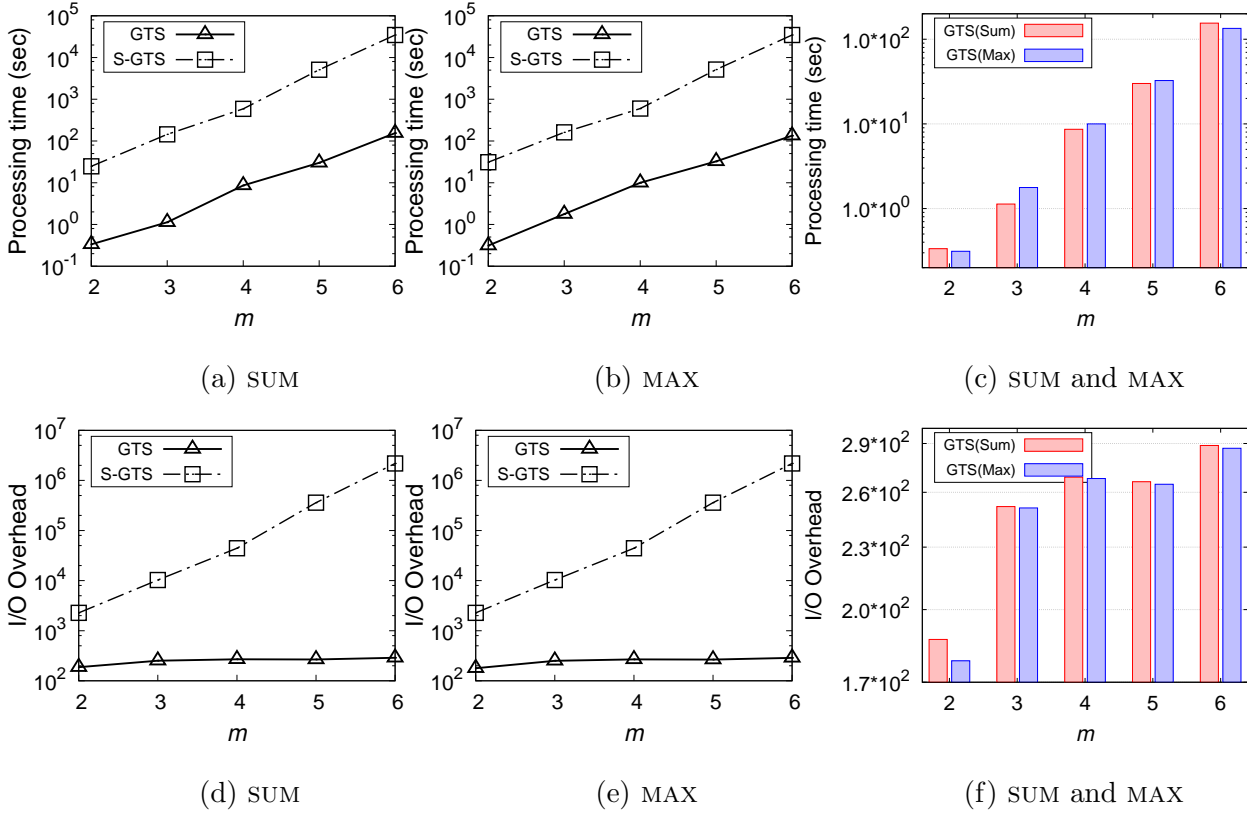 Processing time (sec)
10^5
10^4
10^3
10^2
10^1
10^0
10^-1
GTS
S-GTS
2 3 4 5 6
m
(a) SUM
Processing time (sec)
10^5
10^4
10^3
10^2
10^1
10^0
10^-1
GTS
S-GTS
2 3 4 5 6
m
(b) MAX
Processing time (sec)
1.0*10^2
1.0*10^1
1.0*10^0
GTS(Sum)
GTS(Max)
2 3 4 5 6
m
(c) SUM and MAX
I/O Overhead
10^7
10^6
10^5
10^4
10^3
10^2
GTS
S-GTS
2 3 4 5 6
m
(d) SUM
I/O Overhead
10^7
10^6
10^5
10^4
10^3
10^2
GTS
S-GTS
2 3 4 5 6
m
(e) MAX
I/O Overhead
2.9*10^2
2.6*10^2
2.3*10^2
2.0*10^2
1.7*10^2
GTS(Sum)
GTS(Max)
2 3 4 5 6
m
(f) SUM and MAX